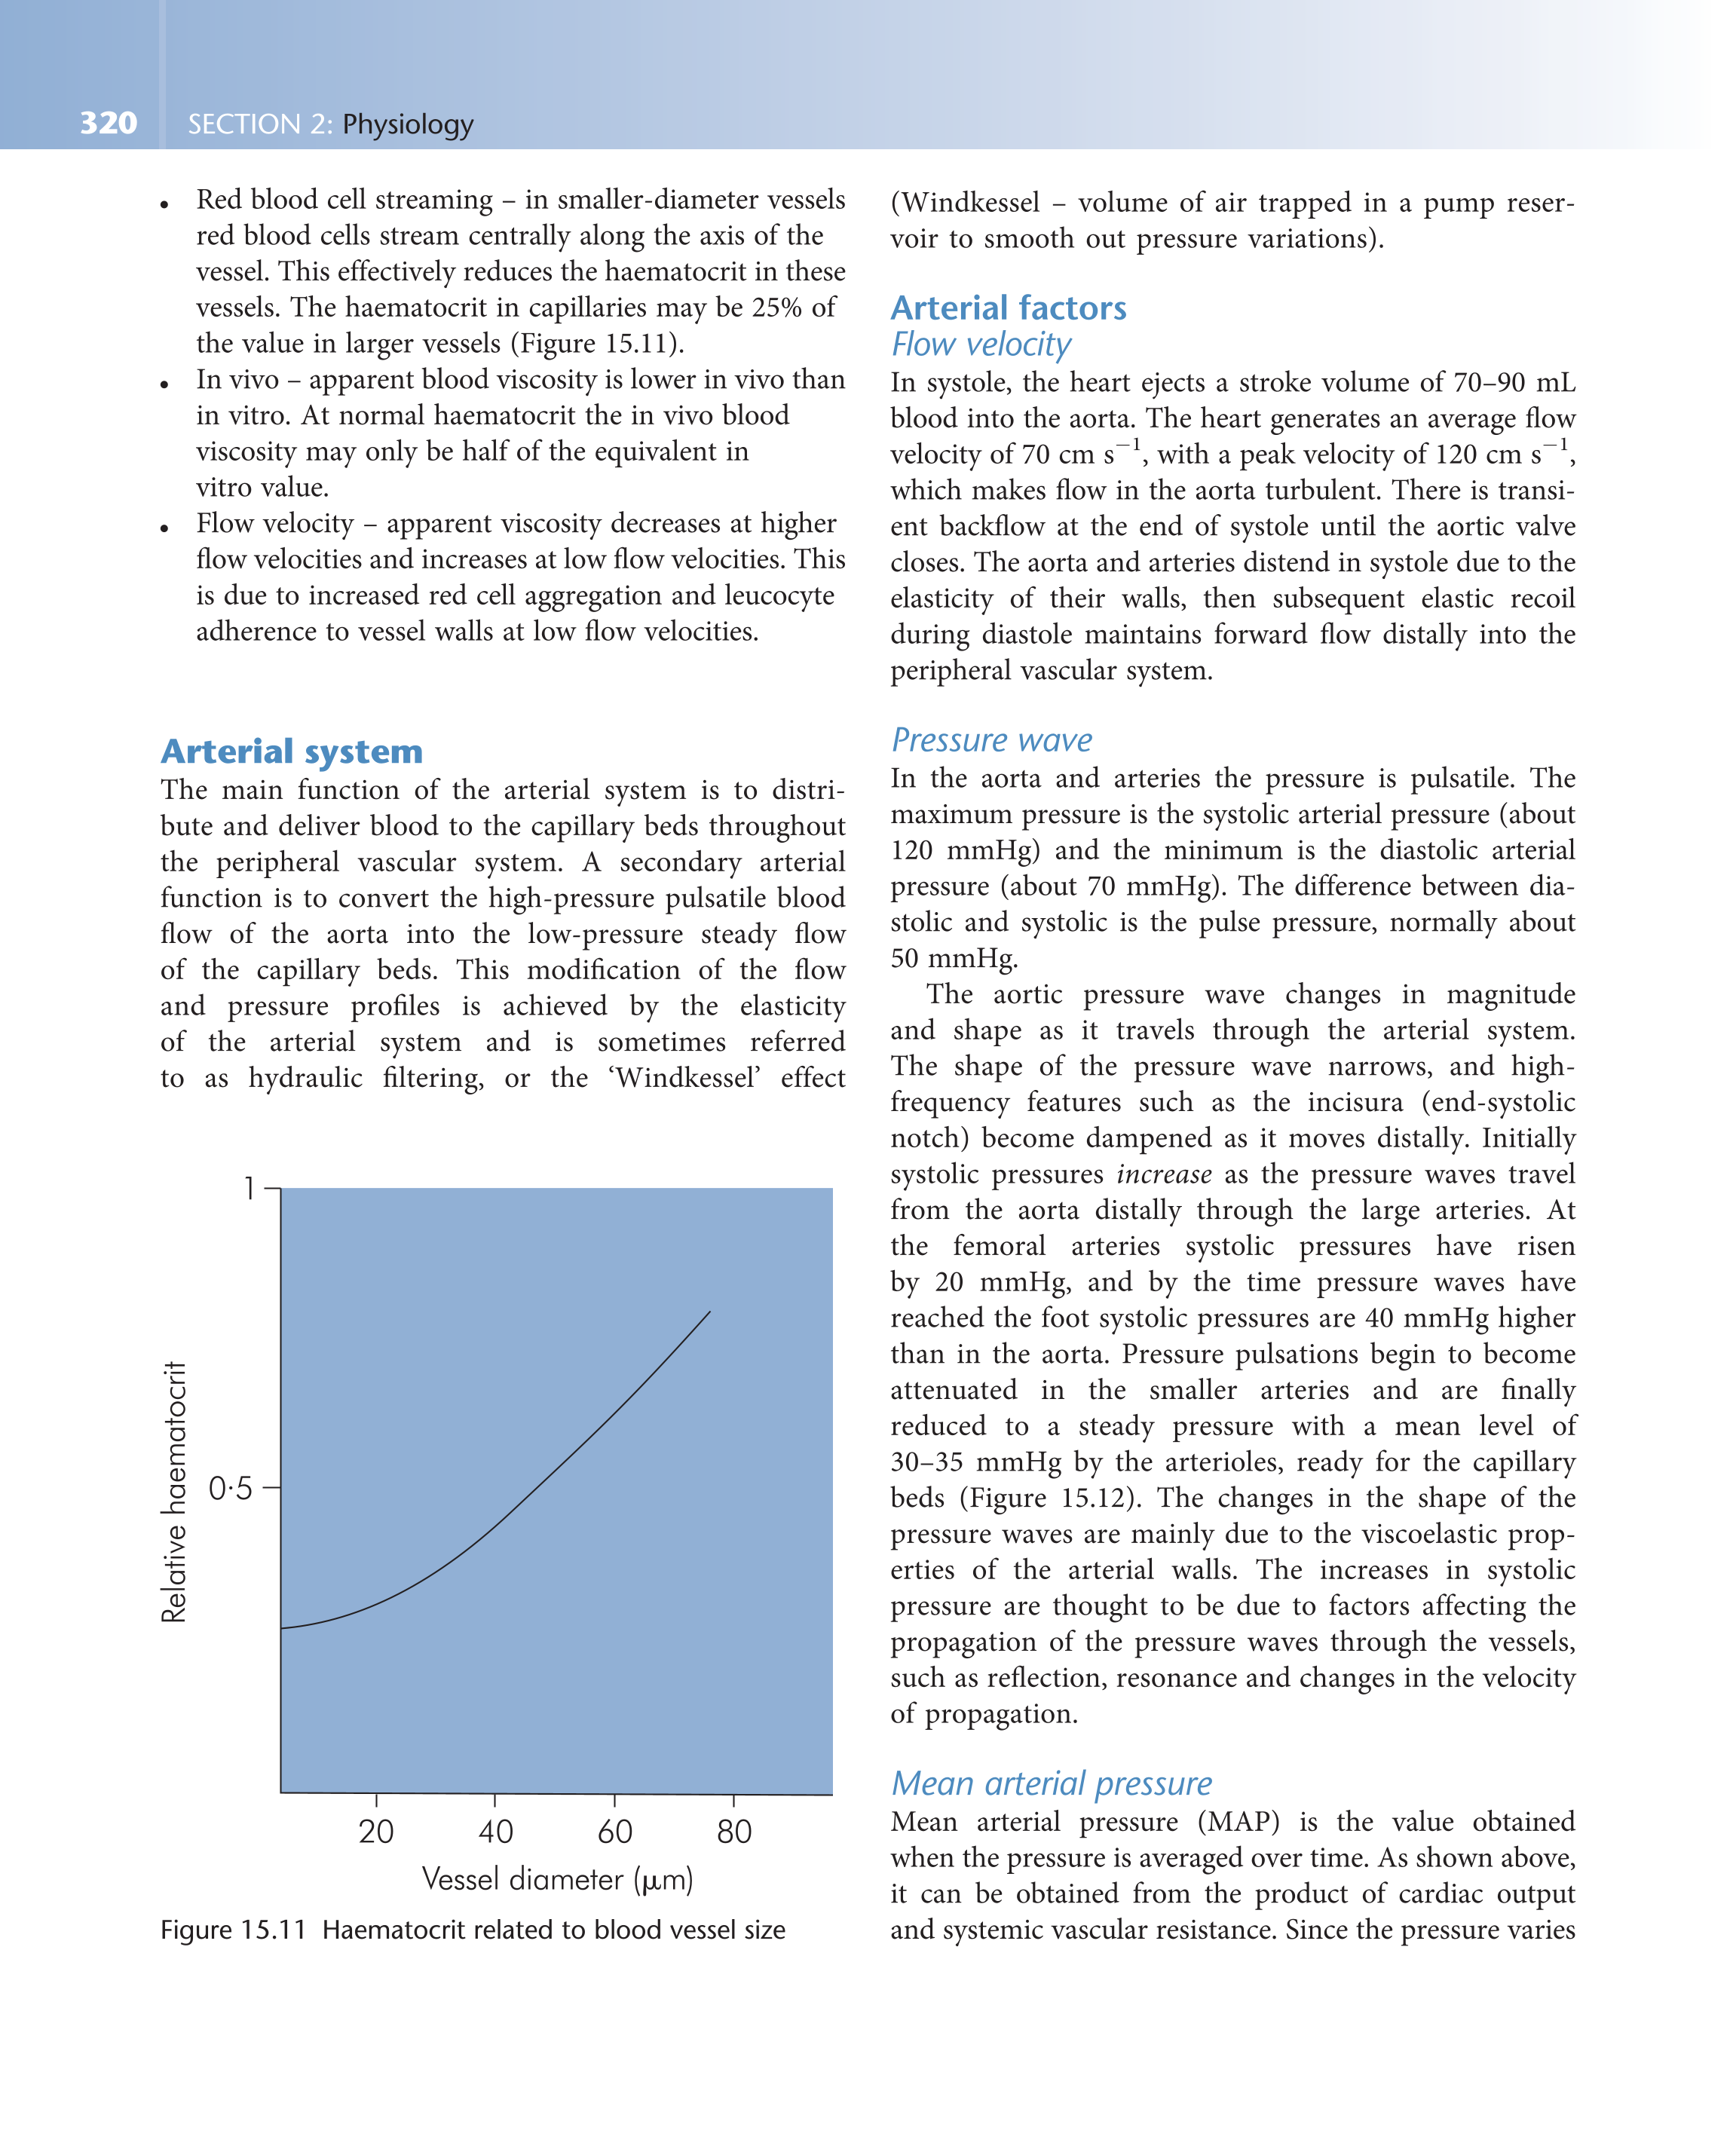 320
SECTION 2: Physiology
• Red blood cell streaming – in smaller-diameter vessels
red blood cells stream centrally along the axis of the
vessel. This effectively reduces the haematocrit in these
vessels. The haematocrit in capillaries may be 25% of
the value in larger vessels (Figure 15.11).
• In vivo – apparent blood viscosity is lower in vivo than
in vitro. At normal haematocrit the in vivo blood
viscosity may only be half of the equivalent in
vitro value.
• Flow velocity – apparent viscosity decreases at higher
flow velocities and increases at low flow velocities. This
is due to increased red cell aggregation and leucocyte
adherence to vessel walls at low flow velocities.
Arterial system
The main function of the arterial system is to distri-
bute and deliver blood to the capillary beds throughout
the peripheral vascular system. A secondary arterial
function is to convert the high-pressure pulsatile blood
flow of the aorta into the low-pressure steady flow
of the capillary beds. This modification of the flow
and pressure profiles is achieved by the elasticity
of the arterial system and is sometimes referred
to as hydraulic filtering, or the ‘Windkessel’ effect
1
0·5
Relative haematocrit
20 40 60 80
Vessel diameter (μm)
Figure 15.11 Haematocrit related to blood vessel size
(Windkessel – volume of air trapped in a pump reser-
voir to smooth out pressure variations).
Arterial factors
Flow velocity
In systole, the heart ejects a stroke volume of 70–90 mL
blood into the aorta. The heart generates an average flow
velocity of 70 cm s⁻¹, with a peak velocity of 120 cm s⁻¹,
which makes flow in the aorta turbulent. There is transi-
ent backflow at the end of systole until the aortic valve
closes. The aorta and arteries distend in systole due to the
elasticity of their walls, then subsequent elastic recoil
during diastole maintains forward flow distally into the
peripheral vascular system.
Pressure wave
In the aorta and arteries the pressure is pulsatile. The
maximum pressure is the systolic arterial pressure (about
120 mmHg) and the minimum is the diastolic arterial
pressure (about 70 mmHg). The difference between dia-
stolic and systolic is the pulse pressure, normally about
50 mmHg.
The aortic pressure wave changes in magnitude
and shape as it travels through the arterial system.
The shape of the pressure wave narrows, and high-
frequency features such as the incisura (end-systolic
notch) become dampened as it moves distally. Initially
systolic pressures increase as the pressure waves travel
from the aorta distally through the large arteries. At
the femoral arteries systolic pressures have risen
by 20 mmHg, and by the time pressure waves have
reached the foot systolic pressures are 40 mmHg higher
than in the aorta. Pressure pulsations begin to become
attenuated in the smaller arteries and are finally
reduced to a steady pressure with a mean level of
30–35 mmHg by the arterioles, ready for the capillary
beds (Figure 15.12). The changes in the shape of the
pressure waves are mainly due to the viscoelastic prop-
erties of the arterial walls. The increases in systolic
pressure are thought to be due to factors affecting the
propagation of the pressure waves through the vessels,
such as reflection, resonance and changes in the velocity
of propagation.
Mean arterial pressure
Mean arterial pressure (MAP) is the value obtained
when the pressure is averaged over time. As shown above,
it can be obtained from the product of cardiac output
and systemic vascular resistance. Since the pressure varies